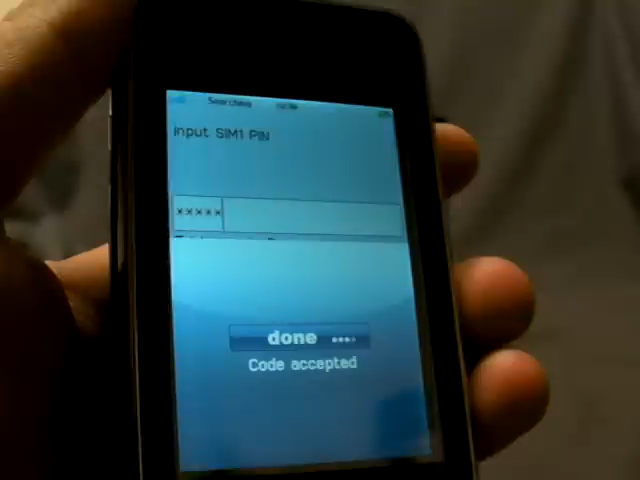 Searching
Input SIM1 PIN
*****
done
Code accepted